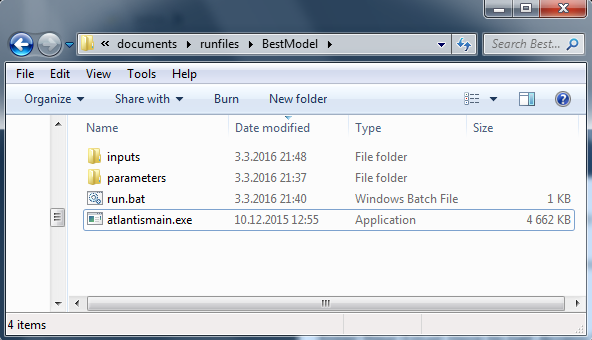 « documents runfiles BestModel Search Best...
File Edit View Tools Help
Organize Share with Burn New folder
Name Date modified Type Size
inputs 3.3.2016 21:48 File folder
parameters 3.3.2016 21:37 File folder
run.bat 3.3.2016 21:40 Windows Batch File 1 KB
atlantismain.exe 10.12.2015 12:55 Application 4 662 KB
4 items